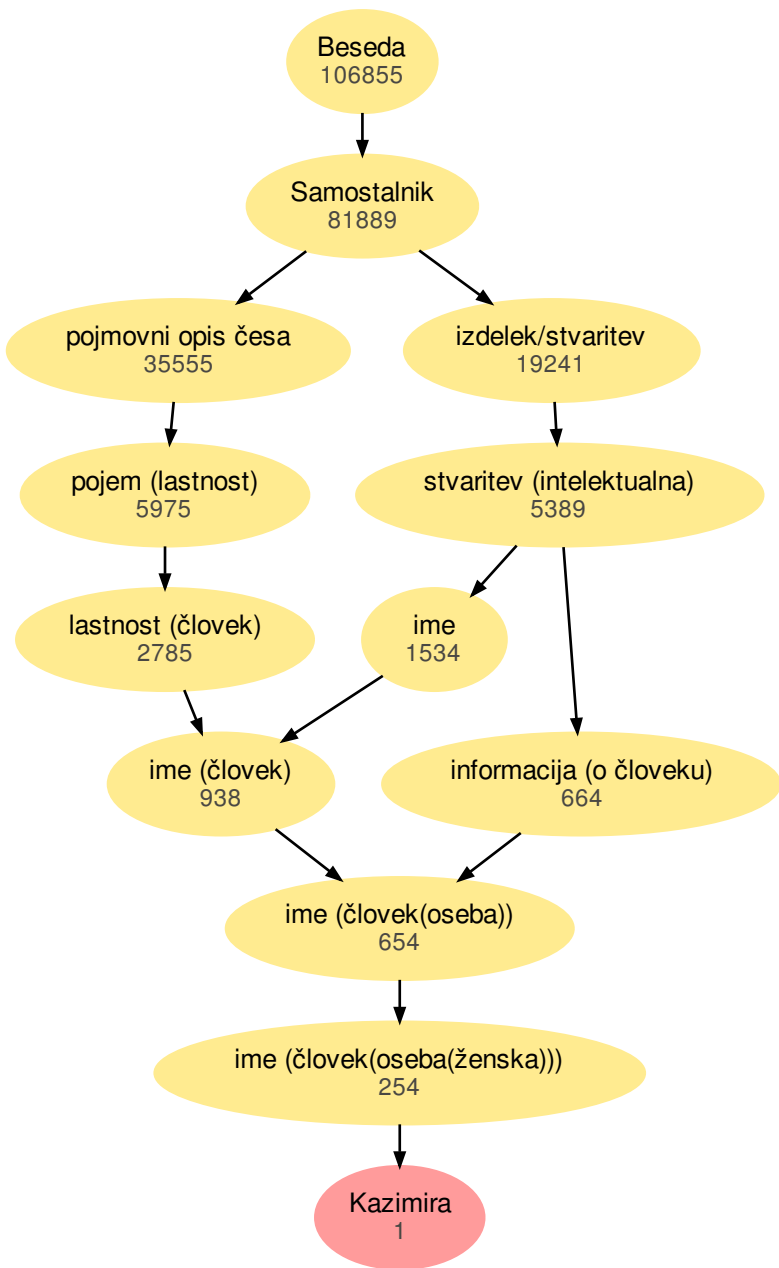 Beseda
106855
Samostalnik
81889
pojmovni opis česa
35555
izdelek/stvaritev
19241
pojem (lastnost)
5975
stvaritev (intelektualna)
5389
lastnost (človek)
2785
ime
1534
ime (človek)
938
informacija (o človeku)
664
ime (človek(oseba))
654
ime (človek(oseba(ženska)))
254
Kazimira
1